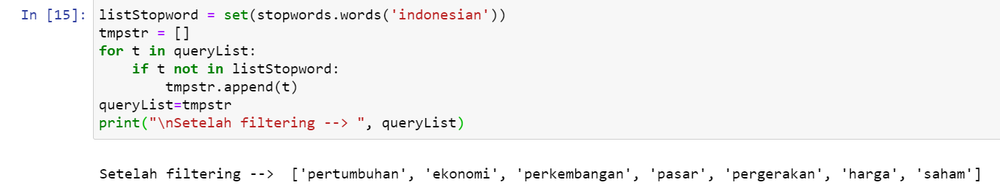 In [15]: listStopword = set(stopwords.words('indonesian'))
tmpstr = []
for t in queryList:
    if t not in listStopword:
        tmpstr.append(t)
queryList=tmpstr
print("\nSetelah filtering --> ", queryList)
Setelah filtering -->  ['pertumbuhan', 'ekonomi', 'perkembangan', 'pasar', 'pergerakan', 'harga', 'saham']